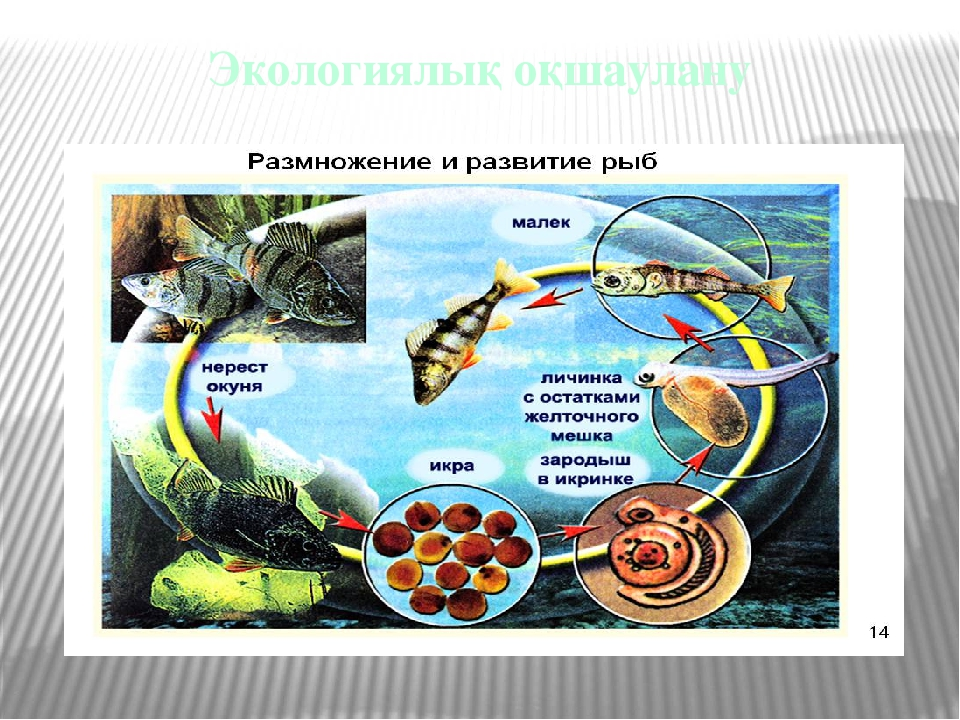 Экологиялық оқшаулану
Размножение и развитие рыб
малек
нерест
окуня
личинка
с остатками
желточного
мешка
икра
зародыш
в икринке
14